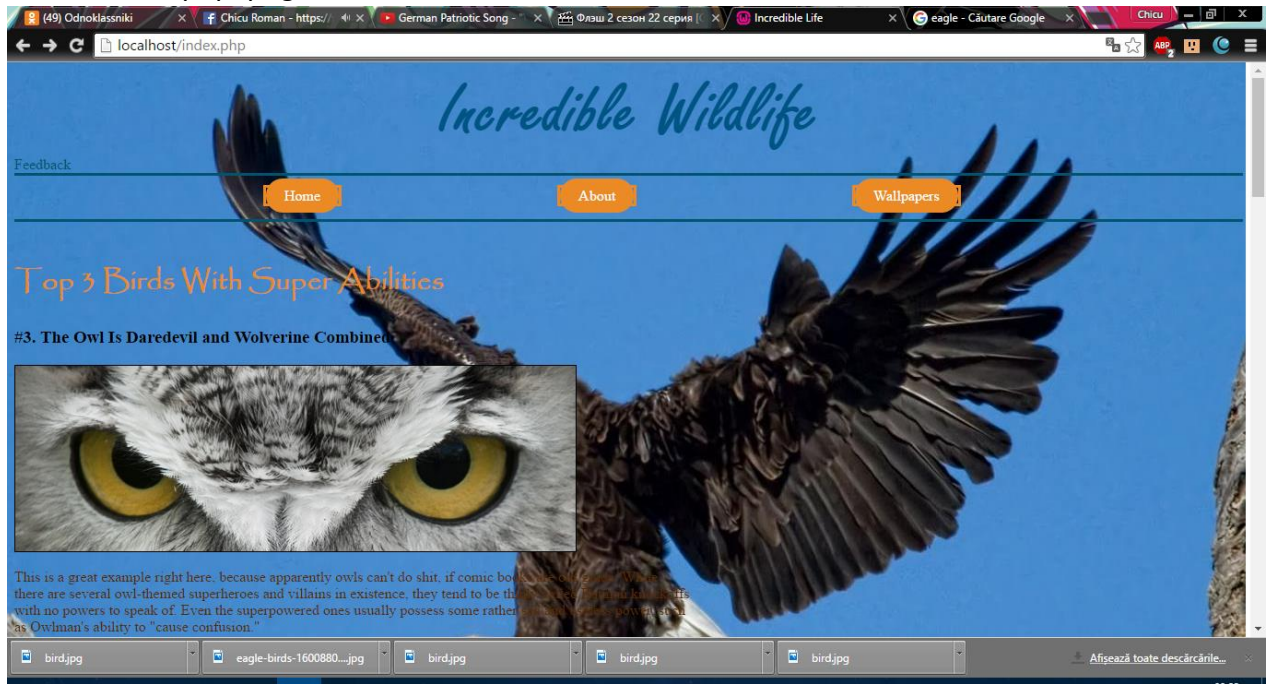 (49) Odnoklassniki
Chicu Roman - https://
German Patriotic Song -
Флэш 2 сезон 22 серия [
Incredible Life
eagle - Căutare Google
Chicu
localhost/index.php
ABP
2
Incredible Wildlife
Feedback
Home
About
Wallpapers
Top 3 Birds With Super Abilities
#3. The Owl Is Daredevil and Wolverine Combined
This is a great example right here, because apparently owls can't do shit, if comic
there are several owl-themed superheroes and villains in existence, they tend to be
with no powers to speak of. Even the superpowered ones usually possess some rather
as Owlman's ability to "cause confusion."
bird.jpg
eagle-birds-1600880....jpg
bird.jpg
bird.jpg
bird.jpg
Afișează toate descărcările...